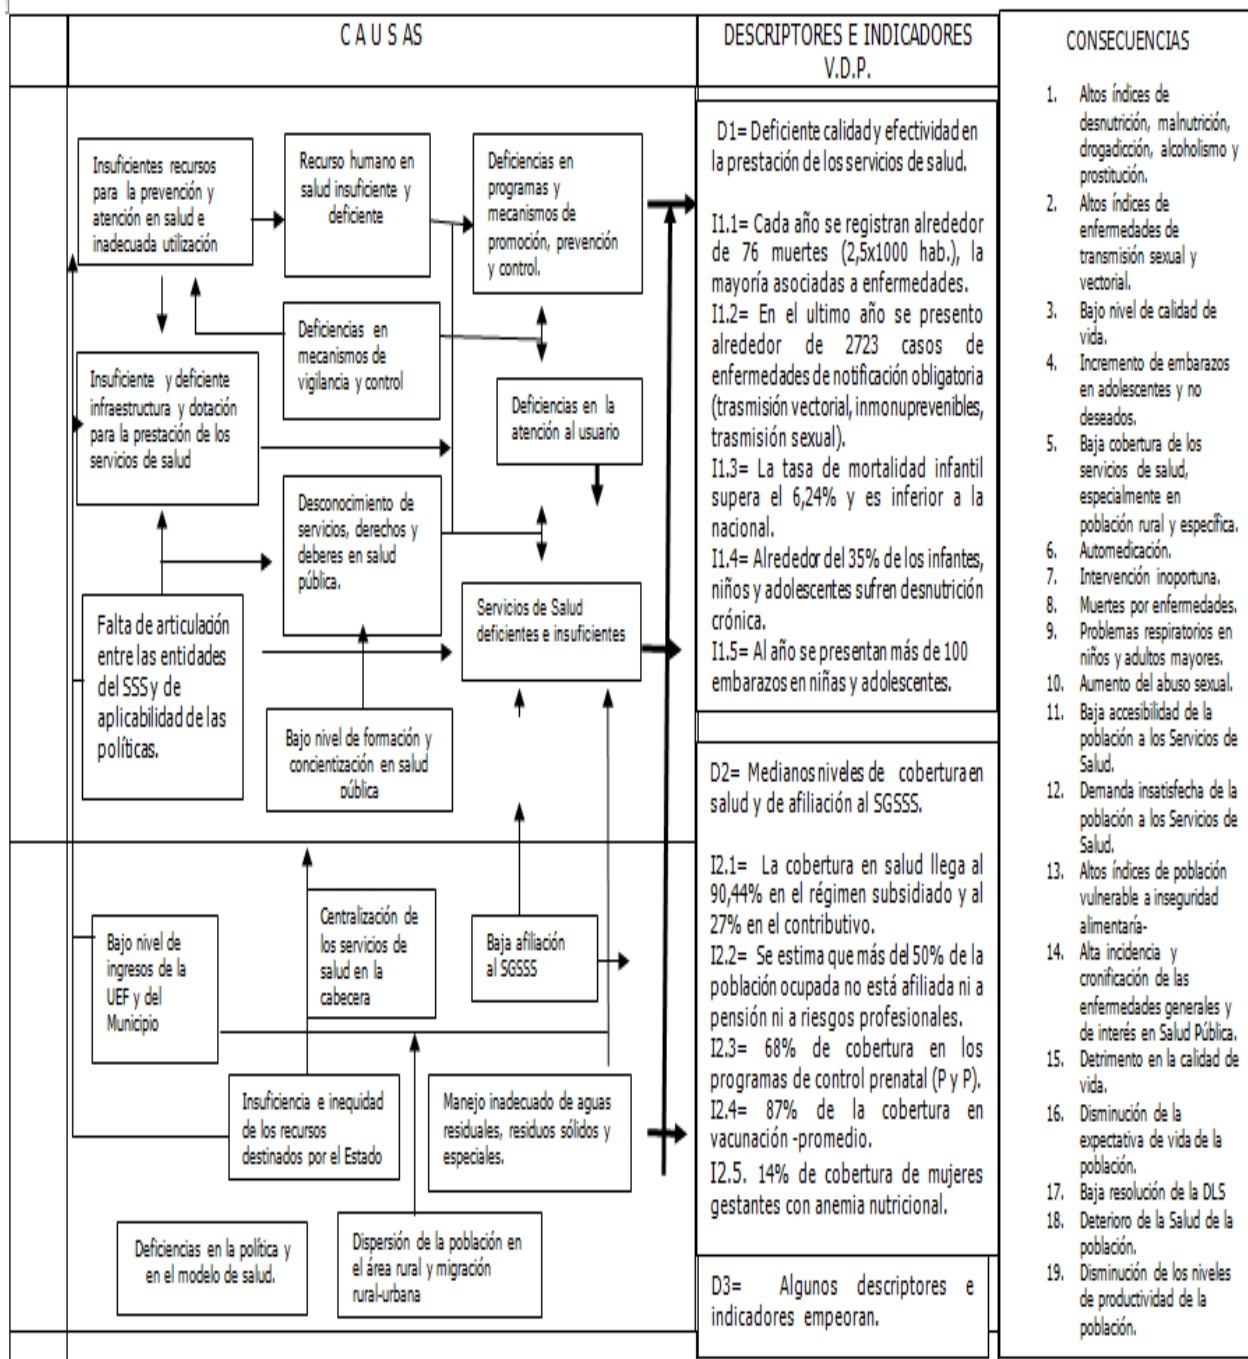 C A U S AS
DESCRIPTORES E INDICADORES
V.D.P.
CONSECUENCIAS
Insuficientes recursos
para la prevención y
atención en salud e
inadecuada utilización
Recurso humano en
salud insuficiente y
deficiente
Deficiencias en
programas y
mecanismos de
promoción, prevención
y control.
Deficiencias en
mecanismos de
vigilancia y control
Insuficiente y deficiente
infraestructura y dotación
para la prestación de los
servicios de salud
Deficiencias en la
atención al usuario
Desconocimiento de
servicios, derechos y
deberes en salud
pública.
Servicios de Salud
deficientes e insuficientes
Falta de articulación
entre las entidades
del SSS y de
aplicabilidad de las
políticas.
Bajo nivel de formación y
concientización en salud
pública
Bajo nivel de
ingresos de la
UEF y del
Municipio
Centralización de
los servicios de
salud en la
cabecera
Baja afiliación
al SGSSS
Insuficiencia e inequidad
de los recursos
destinados por el Estado
Manejo inadecuado de aguas
residuales, residuos sólidos y
especiales.
Deficiencias en la política y
en el modelo de salud.
Dispersión de la población en
el área rural y migración
rural-urbana
D1= Deficiente calidad y efectividad en
la prestación de los servicios de salud.
I1.1= Cada año se registran alrededor
de 76 muertes (2,5x1000 hab.), la
mayoría asociadas a enfermedades.
I1.2= En el ultimo año se presento
alrededor de 2723 casos de
enfermedades de notificación obligatoria
(trasmisión vectorial, inmonuprevenibles,
trasmisión sexual).
I1.3= La tasa de mortalidad infantil
supera el 6,24% y es inferior a la
nacional.
I1.4= Alrededor del 35% de los infantes,
niños y adolescentes sufren desnutrición
crónica.
I1.5= Al año se presentan más de 100
embarazos en niñas y adolescentes.
D2= Medianos niveles de cobertura en
salud y de afiliación al SGSSS.
I2.1= La cobertura en salud llega al
90,44% en el régimen subsidiado y al
27% en el contributivo.
I2.2= Se estima que más del 50% de la
población ocupada no está afiliada ni a
pensión ni a riesgos profesionales.
I2.3= 68% de cobertura en los
programas de control prenatal (P y P).
I2.4= 87% de la cobertura en
vacunación -promedio.
I2.5. 14% de cobertura de mujeres
gestantes con anemia nutricional.
D3= Algunos descriptores e
indicadores empeoran.
1. Altos índices de
desnutrición, malnutrición,
drogadicción, alcoholismo y
prostitución.
2. Altos índices de
enfermedades de
transmisión sexual y
vectorial.
3. Bajo nivel de calidad de
vida.
4. Incremento de embarazos
en adolescentes y no
deseados.
5. Baja cobertura de los
servicios de salud,
especialmente en
población rural y específica.
6. Automedicación.
7. Intervención inoportuna.
8. Muertes por enfermedades.
9. Problemas respiratorios en
niños y adultos mayores.
10. Aumento del abuso sexual.
11. Baja accesibilidad de la
población a los Servicios de
Salud.
12. Demanda insatisfecha de la
población a los Servicios de
Salud.
13. Altos índices de población
vulnerable a inseguridad
alimentaría-
14. Alta incidencia y
cronificación de las
enfermedades generales y
de interés en Salud Pública.
15. Detrimento en la calidad de
vida.
16. Disminución de la
expectativa de vida de la
población.
17. Baja resolución de la DLS
18. Deterioro de la Salud de la
población.
19. Disminución de los niveles
de productividad de la
población.